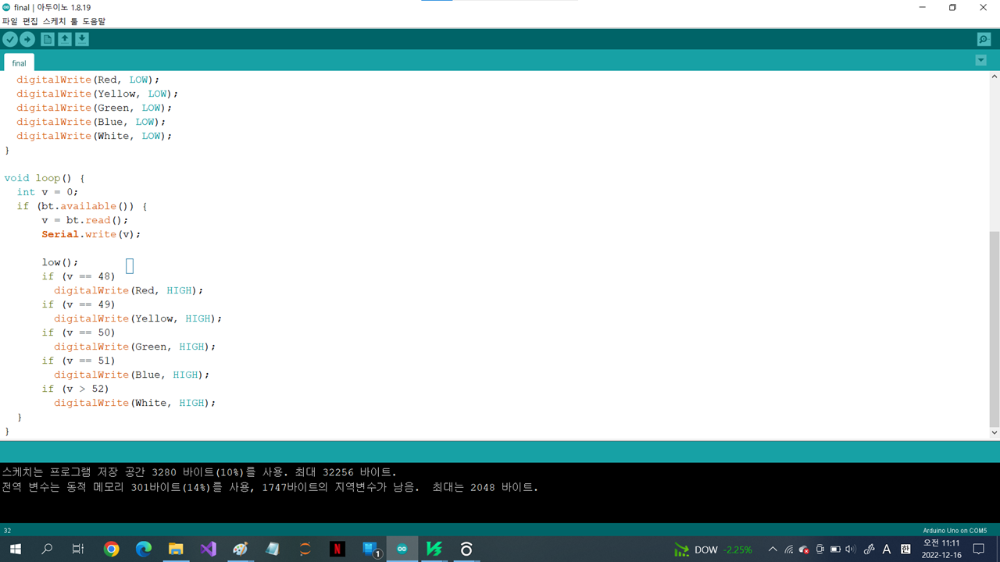 final | 아두이노 1.8.19
파일 편집 스케치 툴 도움말
final
digitalWrite(Red, LOW);
digitalWrite(Yellow, LOW);
digitalWrite(Green, LOW);
digitalWrite(Blue, LOW);
digitalWrite(White, LOW);
}
void loop() {
int v = 0;
if (bt.available()) {
v = bt.read();
Serial.write(v);
low();
if (v == 48)
digitalWrite(Red, HIGH);
if (v == 49)
digitalWrite(Yellow, HIGH);
if (v == 50)
digitalWrite(Green, HIGH);
if (v == 51)
digitalWrite(Blue, HIGH);
if (v > 52)
digitalWrite(White, HIGH);
}
}
스케치는 프로그램 저장 공간 3280 바이트(10%)를 사용. 최대 32256 바이트.
전역 변수는 동적 메모리 301바이트(14%)를 사용, 1747바이트의 지역변수가 남음.  최대는 2048 바이트.
32
Arduino Uno on COM5
N
1
DOW -2.25%
A
한
오전 11:11
2022-12-16